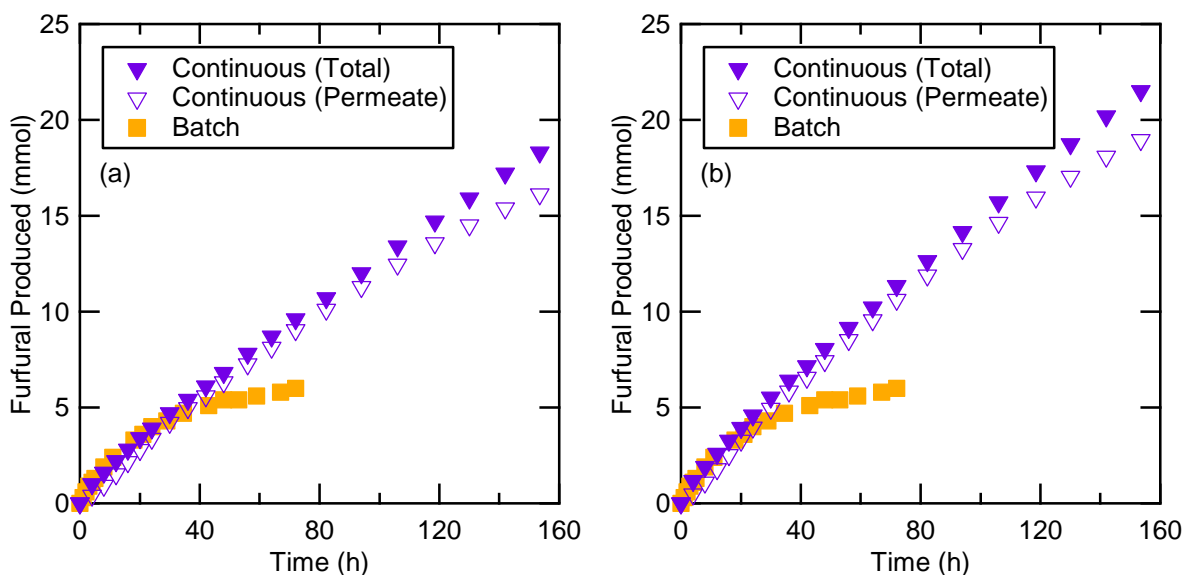 25
20
15
10
5
0
Furfural Produced (mmol)
Continuous (Total)
Continuous (Permeate)
Batch
(a)
0
40
80
120
160
Time (h)
25
20
15
10
5
0
Furfural Produced (mmol)
Continuous (Total)
Continuous (Permeate)
Batch
(b)
0
40
80
120
160
Time (h)